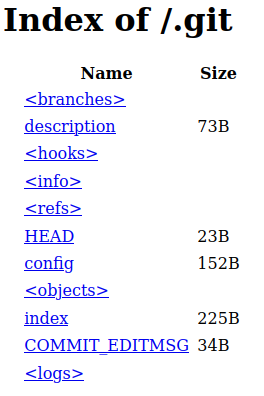 Index of /.git
Name Size
<branches>
description 73B
<hooks>
<info>
<refs>
HEAD 23B
config 152B
<objects>
index 225B
COMMIT_EDITMSG 34B
<logs>